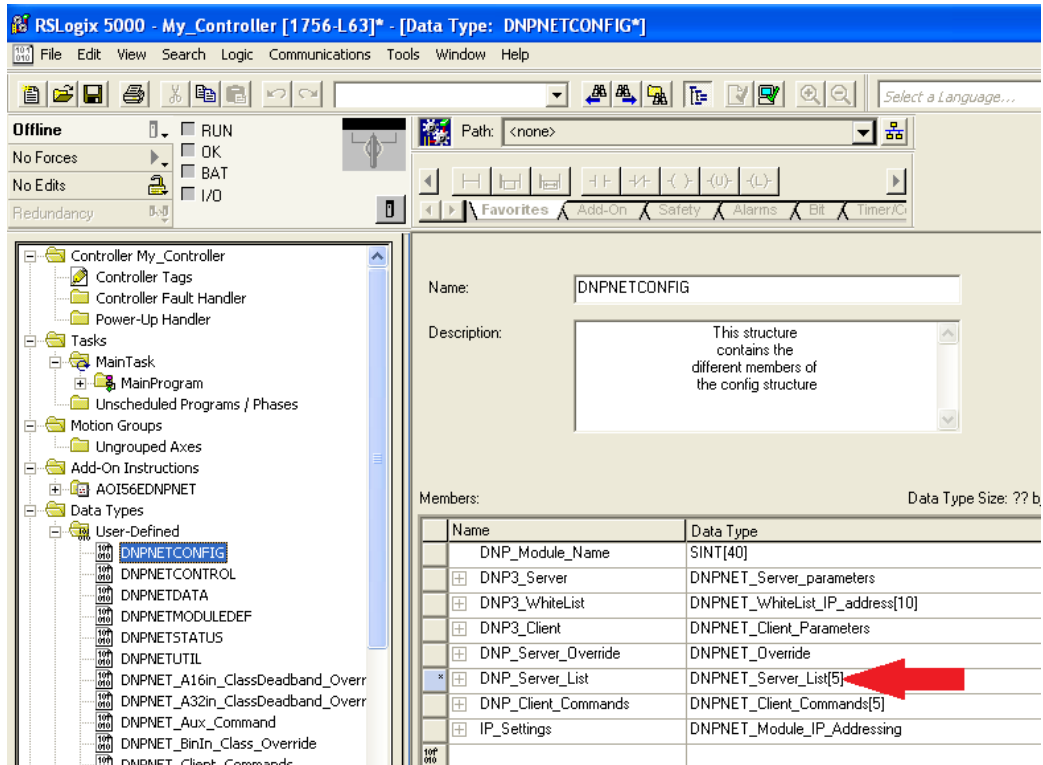 RSLogix 5000 - My_Controller [1756-L63]* - [Data Type: DNPNETCONFIG*]
File Edit View Search Logic Communications Tools Window Help
Select a Language...
Offline
RUN
No Forces
OK
No Edits
BAT
Redundancy
I/O
Path: <none>
Favorites Add-On Safety Alarms Bit Timer/C
Controller My_Controller
Controller Tags
Controller Fault Handler
Power-Up Handler
Tasks
MainTask
MainProgram
Unscheduled Programs / Phases
Motion Groups
Ungrouped Axes
Add-On Instructions
AOI56EDNPNET
Data Types
User-Defined
DNPNETCONFIG
DNPNETCONTROL
DNPNETDATA
DNPNETMODULEDEF
DNPNETSTATUS
DNPNETUTIL
DNPNET_A16in_ClassDeadband_Overr
DNPNET_A32in_ClassDeadband_Overr
DNPNET_Aux_Command
DNPNET_BinIn_Class_Override
DNPNET_Client_Commands
Name: DNPNETCONFIG
Description:
This structure
contains the
different members of
the config structure
Members: Data Type Size: ?? b
Name Data Type
DNP_Module_Name SINT[40]
DNP3_Server DNPNET_Server_parameters
DNP3_WhiteList DNPNET_WhiteList_IP_address[10]
DNP3_Client DNPNET_Client_Parameters
DNP_Server_Override DNPNET_Override
* DNP_Server_List DNPNET_Server_List[5]
DNP_Client_Commands DNPNET_Client_Commands[5]
IP_Settings DNPNET_Module_IP_Addressing